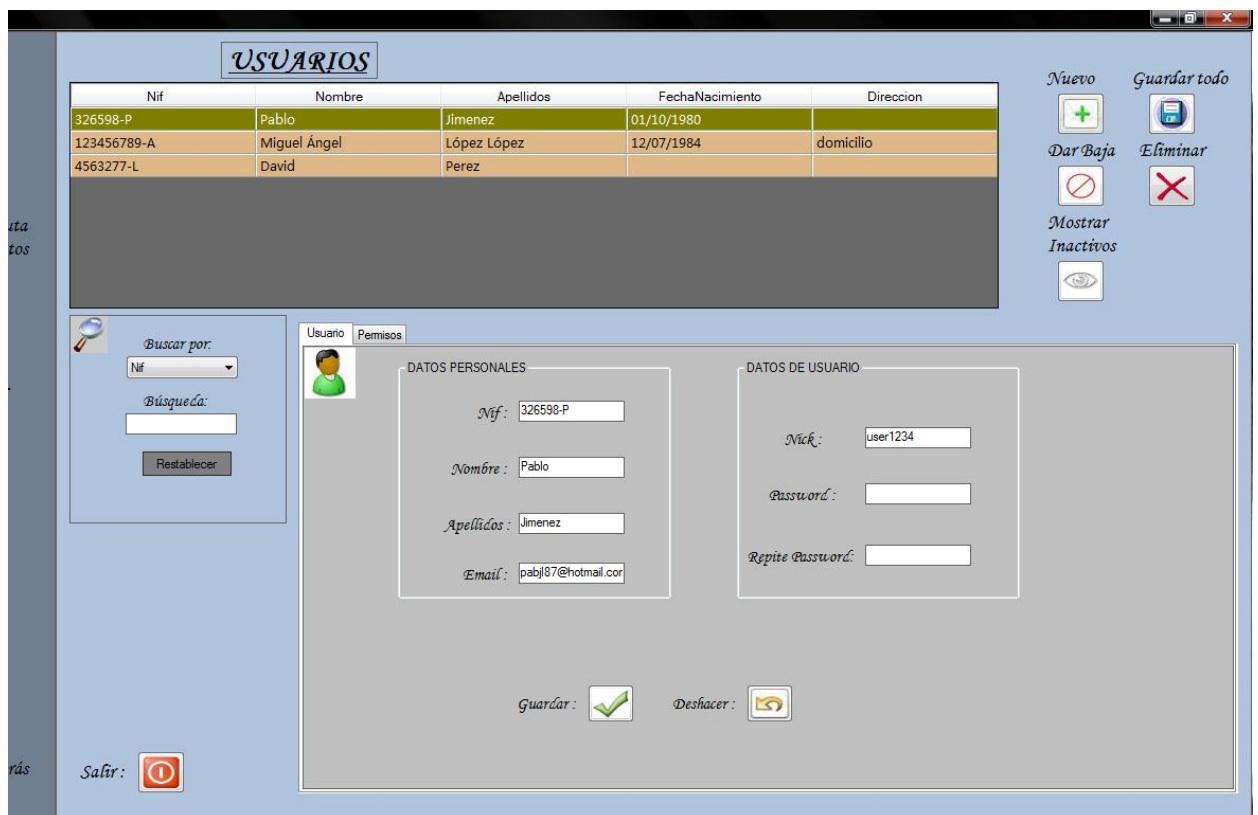 USUARIOS
Nif Nombre Apellidos FechaNacimiento Direccion
326598-P Pablo Jimenez 01/10/1980
123456789-A Miguel Ángel López López 12/07/1984 domicilio
4563277-L David Perez
Nuevo Guardar todo
Dar Baja Eliminar
Mostrar
Inactivos
uta
tos
Buscar por:
Nif
Búsqueda:
Restablecer
Usuario Permisos
DATOS PERSONALES
Nif : 326598-P
Nombre : Pablo
Apellidos : Jimenez
Email : pabjl87@hotmail.cor
DATOS DE USUARIO
Nick : user1234
Password :
Repite Password:
Guardar : Deshacer :
rás
Salir :